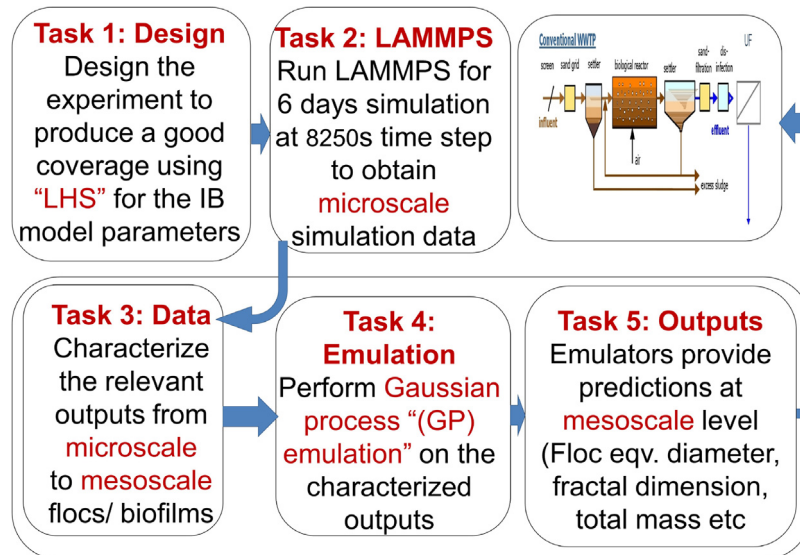 Task 1: Design
Design the
experiment to
produce a good
coverage using
“LHS” for the IB
model parameters
Task 2: LAMMPS
Run LAMMPS for
6 days simulation
at 8250s time step
to obtain
microscale
simulation data
Conventional WWTP
UF
screen
sand grid
settler
biological
reactor
settler
sand-
filtration
dis-
infection
influent
effluent
air
excess sludge
Task 3: Data
Characterize
the relevant
outputs from
microscale
to mesoscale
flocs/ biofilms
Task 4:
Emulation
Perform Gaussian
process “(GP)
emulation” on the
characterized
outputs
Task 5: Outputs
Emulators provide
predictions at
mesoscale level
(Floc eqv. diameter,
fractal dimension,
total mass etc